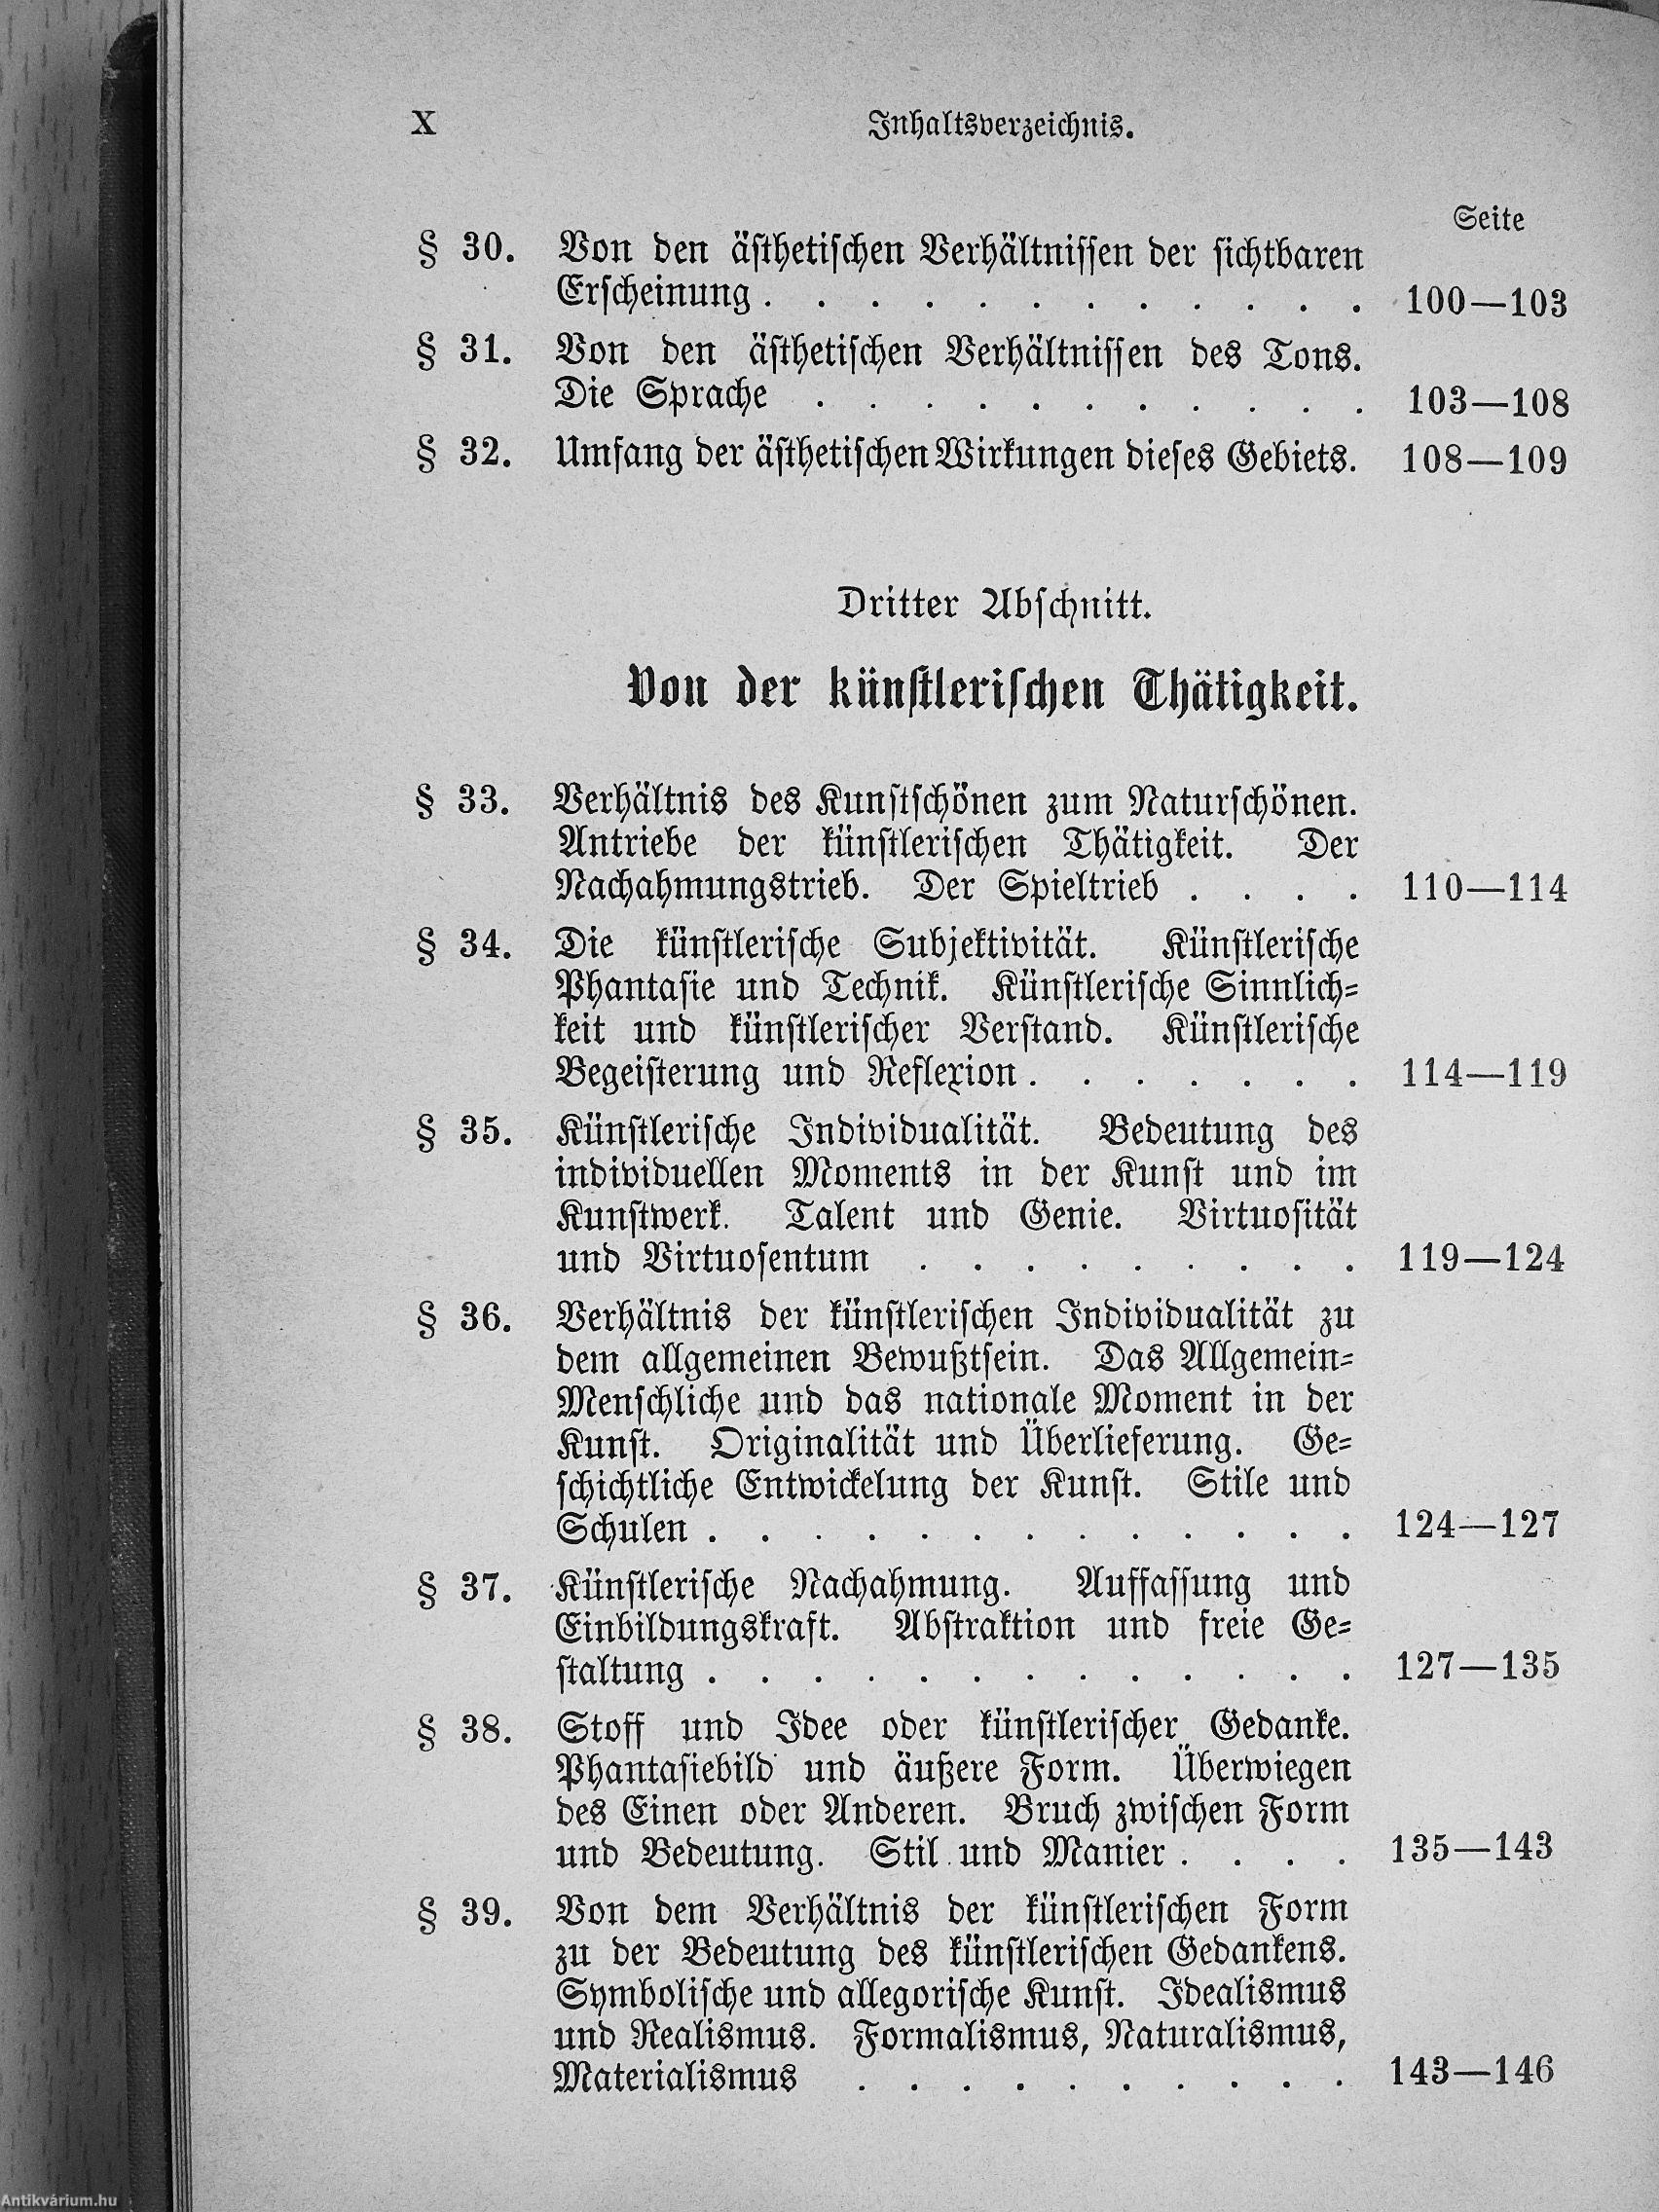 X Inhaltsverzeichnis.
Seite
§ 30. Von den ästhetischen Verhältnissen der sichtbaren
Erscheinung . . . . . . . . . . . . 100—103
§ 31. Von den ästhetischen Verhältnissen des Tons.
Die Sprache . . . . . . . . . . . 103—108
§ 32. Umfang der ästhetischen Wirkungen dieses Gebiets. 108—109
Dritter Abschnitt.
Von der künstlerischen Thätigkeit.
§ 33. Verhältnis des Kunstschönen zum Naturschönen.
Antriebe der künstlerischen Thätigkeit. Der
Nachahmungstrieb. Der Spieltrieb . . . . 110—114
§ 34. Die künstlerische Subjektivität. Künstlerische
Phantasie und Technik. Künstlerische Sinnlich-
keit und künstlerischer Verstand. Künstlerische
Begeisterung und Reflexion . . . . . . . 114—119
§ 35. Künstlerische Individualität. Bedeutung des
individuellen Moments in der Kunst und im
Kunstwerk. Talent und Genie. Virtuosität
und Virtuosentum . . . . . . . . . 119—124
§ 36. Verhältnis der künstlerischen Individualität zu
dem allgemeinen Bewußtsein. Das Allgemein-
Menschliche und das nationale Moment in der
Kunst. Originalität und Überlieferung. Ge-
schichtliche Entwickelung der Kunst. Stile und
Schulen . . . . . . . . . . . . . 124—127
§ 37. Künstlerische Nachahmung. Auffassung und
Einbildungskraft. Abstraktion und freie Ge-
staltung . . . . . . . . . . . . . 127—135
§ 38. Stoff und Idee oder künstlerischer Gedanke.
Phantasiebild und äußere Form. Überwiegen
des Einen oder Anderen. Bruch zwischen Form
und Bedeutung. Stil und Manier . . . . 135—143
§ 39. Von dem Verhältnis der künstlerischen Form
zu der Bedeutung des künstlerischen Gedankens.
Symbolische und allegorische Kunst. Idealismus
und Realismus. Formalismus, Naturalismus,
Materialismus . . . . . . . . . . 143—146
Antikvárium.hu